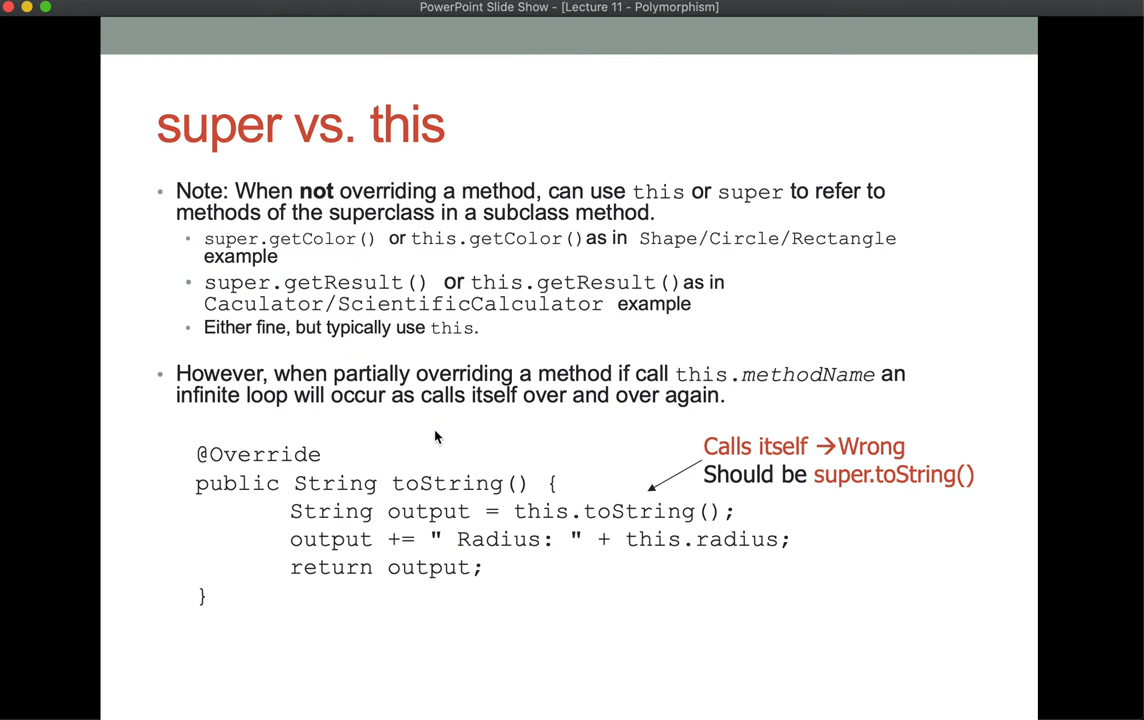 PowerPoint Slide Show - [Lecture 11 - Polymorphism]
super vs. this
• Note: When not overriding a method, can use this or super to refer to
methods of the superclass in a subclass method.
• super.getColor() or this.getColor() as in Shape/Circle/Rectangle
example
• super.getResult() or this.getResult() as in
Caculator/ScientificCalculator example
• Either fine, but typically use this.
• However, when partially overriding a method if call this.methodName an
infinite loop will occur as calls itself over and over again.
Calls itself →Wrong
Should be super.toString()
@Override
public String toString() {
String output = this.toString();
output += " Radius: " + this.radius;
return output;
}